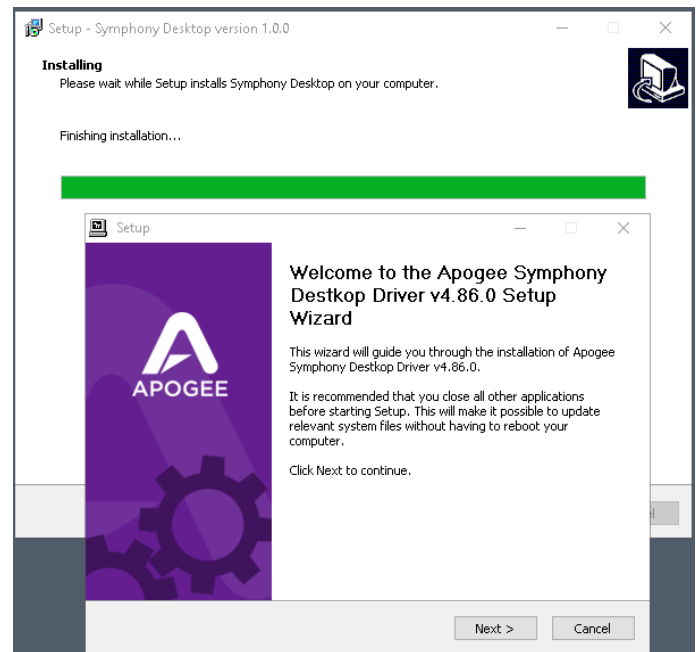 Setup - Symphony Desktop version 1.0.0
Installing
Please wait while Setup installs Symphony Desktop on your computer.
Finishing installation...
Setup
Welcome to the Apogee Symphony
Destkop Driver v4.86.0 Setup
Wizard
This wizard will guide you through the installation of Apogee
Symphony Destkop Driver v4.86.0.
It is recommended that you close all other applications
before starting Setup. This will make it possible to update
relevant system files without having to reboot your
computer.
Click Next to continue.
APOGEE
Next >
Cancel